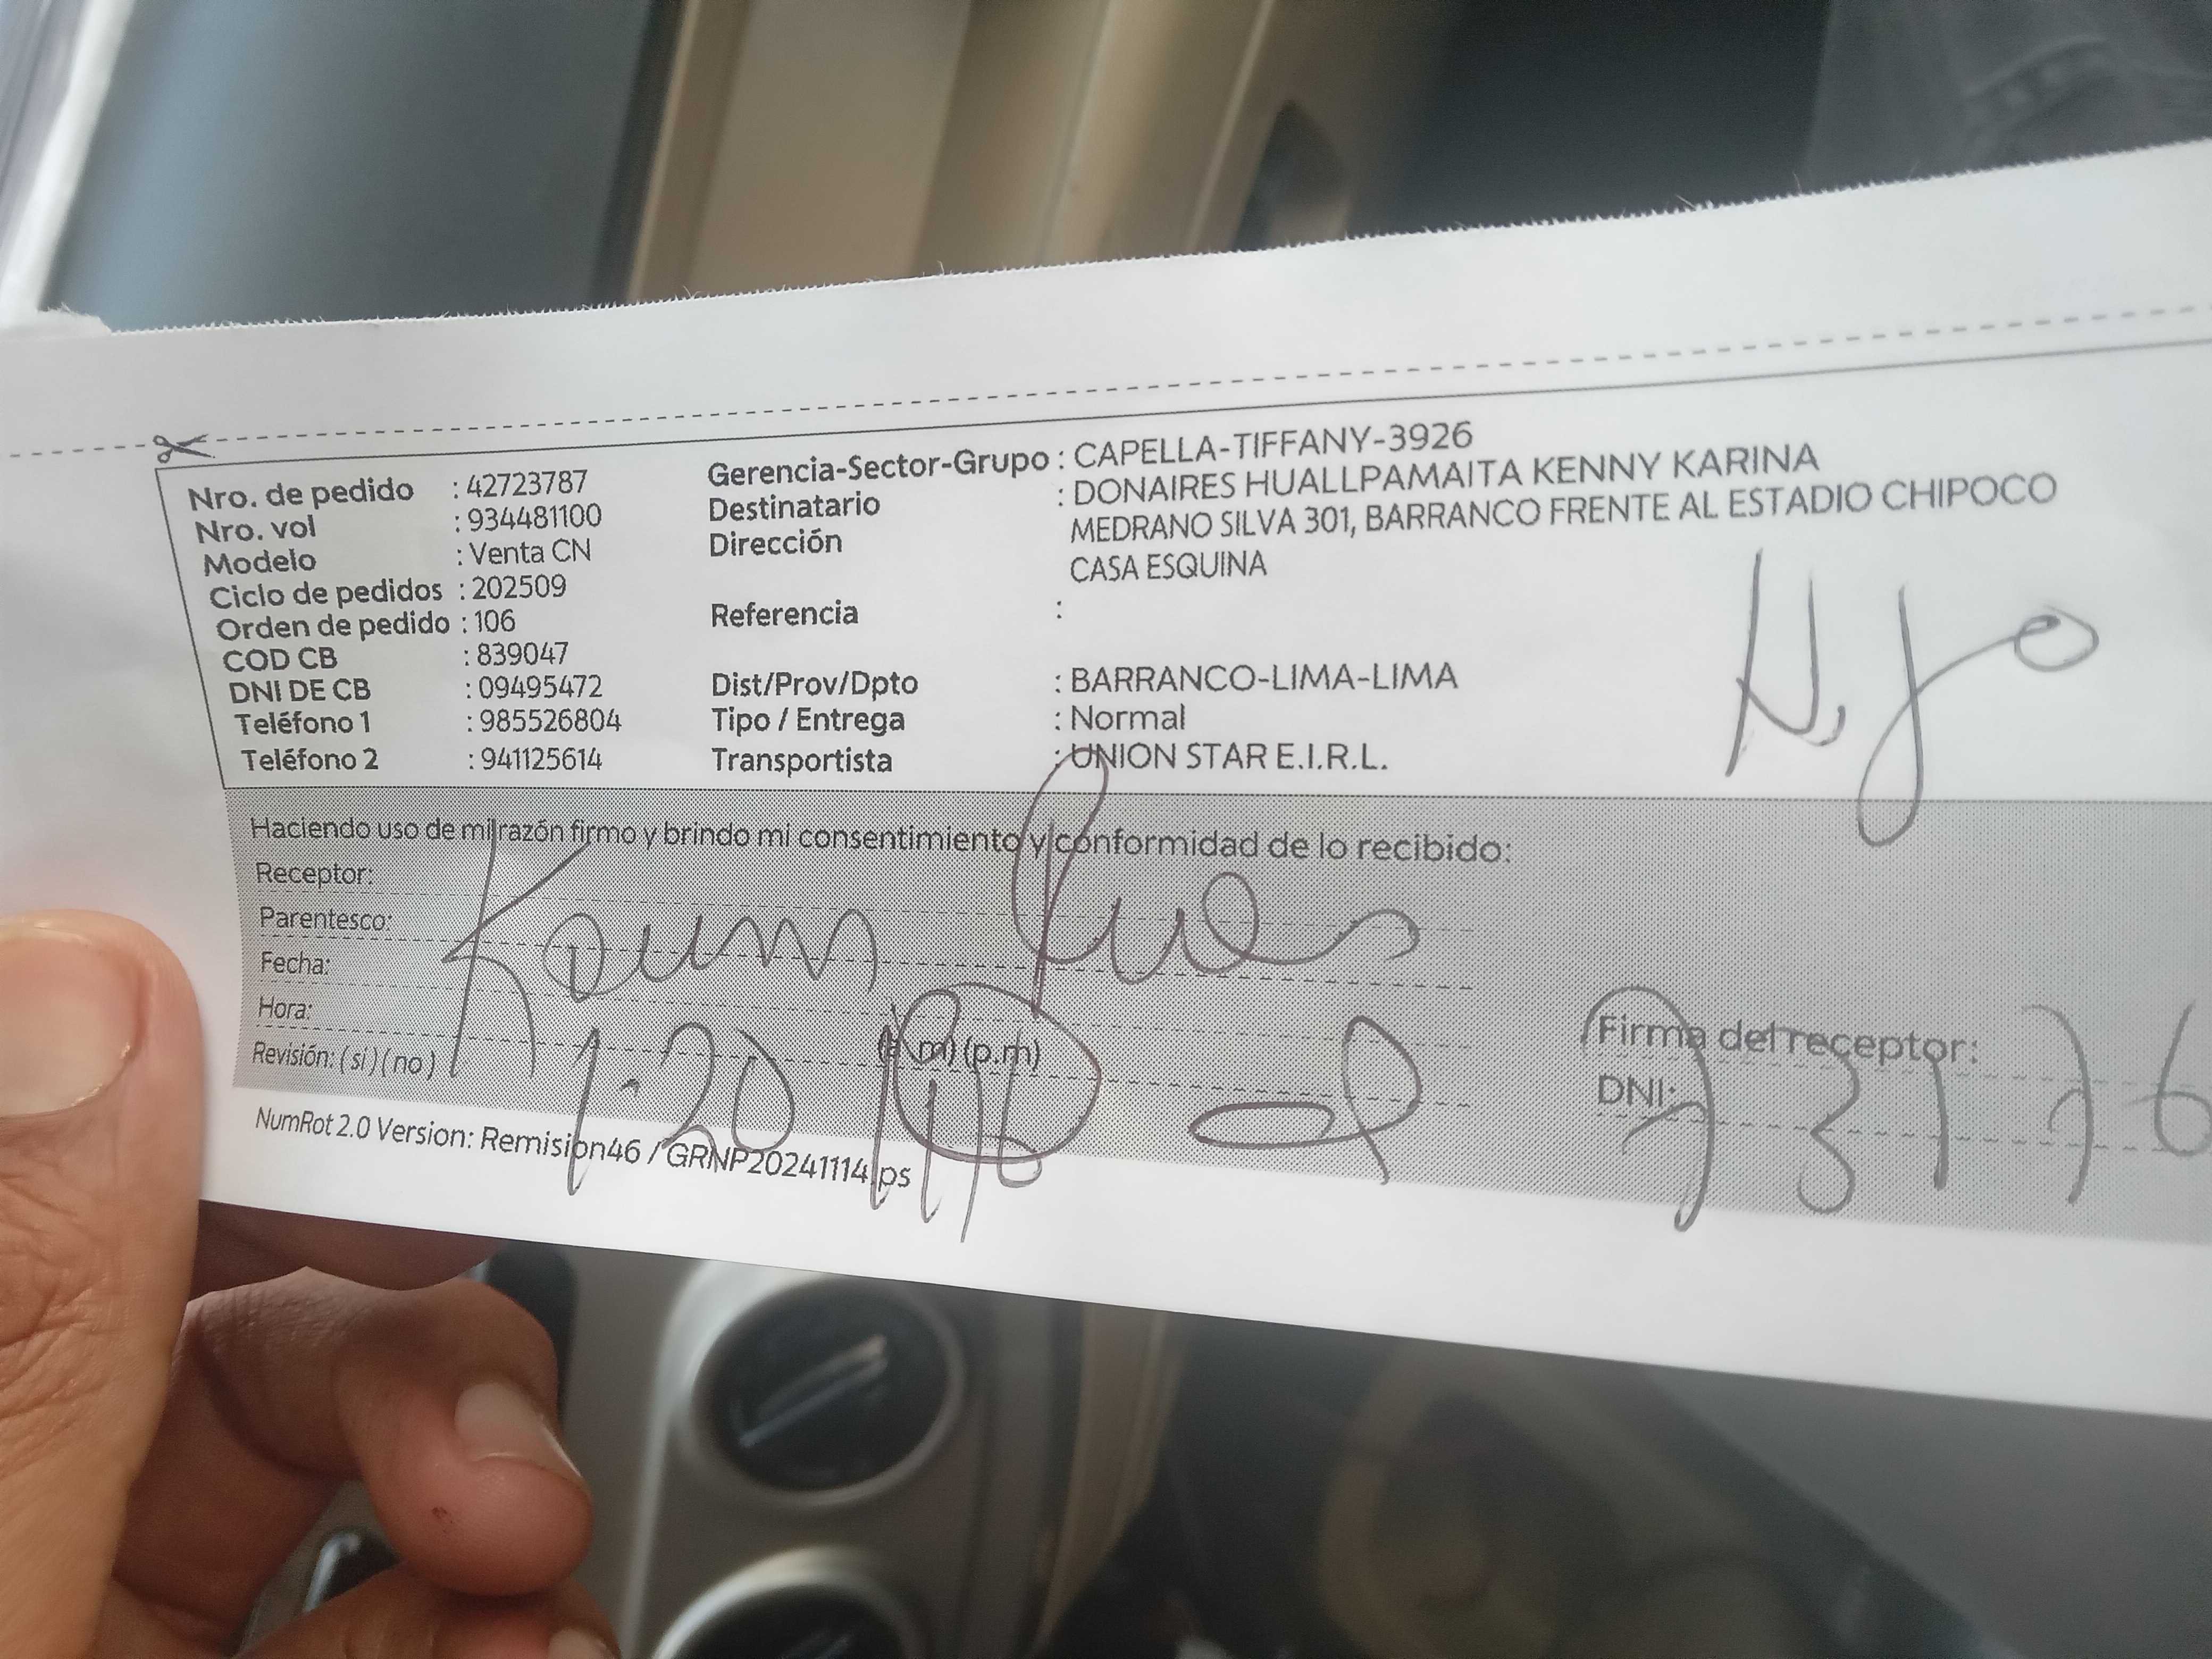 Nro. de pedido : 42723787
Nro. vol : 934481100
Modelo : Venta CN
Ciclo de pedidos : 202509
Orden de pedido : 106
COD CB : 839047
DNI DE CB : 09495472
Teléfono 1 : 985526804
Teléfono 2 : 941125614
Gerencia-Sector-Grupo : CAPELLA-TIFFANY-3926
Destinatario : DONAIRES HUALLPAMAITA KENNY KARINA
Dirección MEDRANO SILVA 301, BARRANCO FRENTE AL ESTADIO CHIPOCO
CASA ESQUINA
Referencia :
Dist/Prov/Dpto : BARRANCO-LIMA-LIMA
Tipo / Entrega : Normal
Transportista : UNION STAR E.I.R.L.
Haciendo uso de mi razón firmo y brindo mi consentimiento y conformidad de lo recibido:
Receptor:
Parentesco:
Fecha:
Hora: (a.m) (p.m)
Revisión: (si) (no)
1:20
Firma del receptor:
DNI:
NumRot 2.0 Version: Remision46 / GRNP20241114.ps